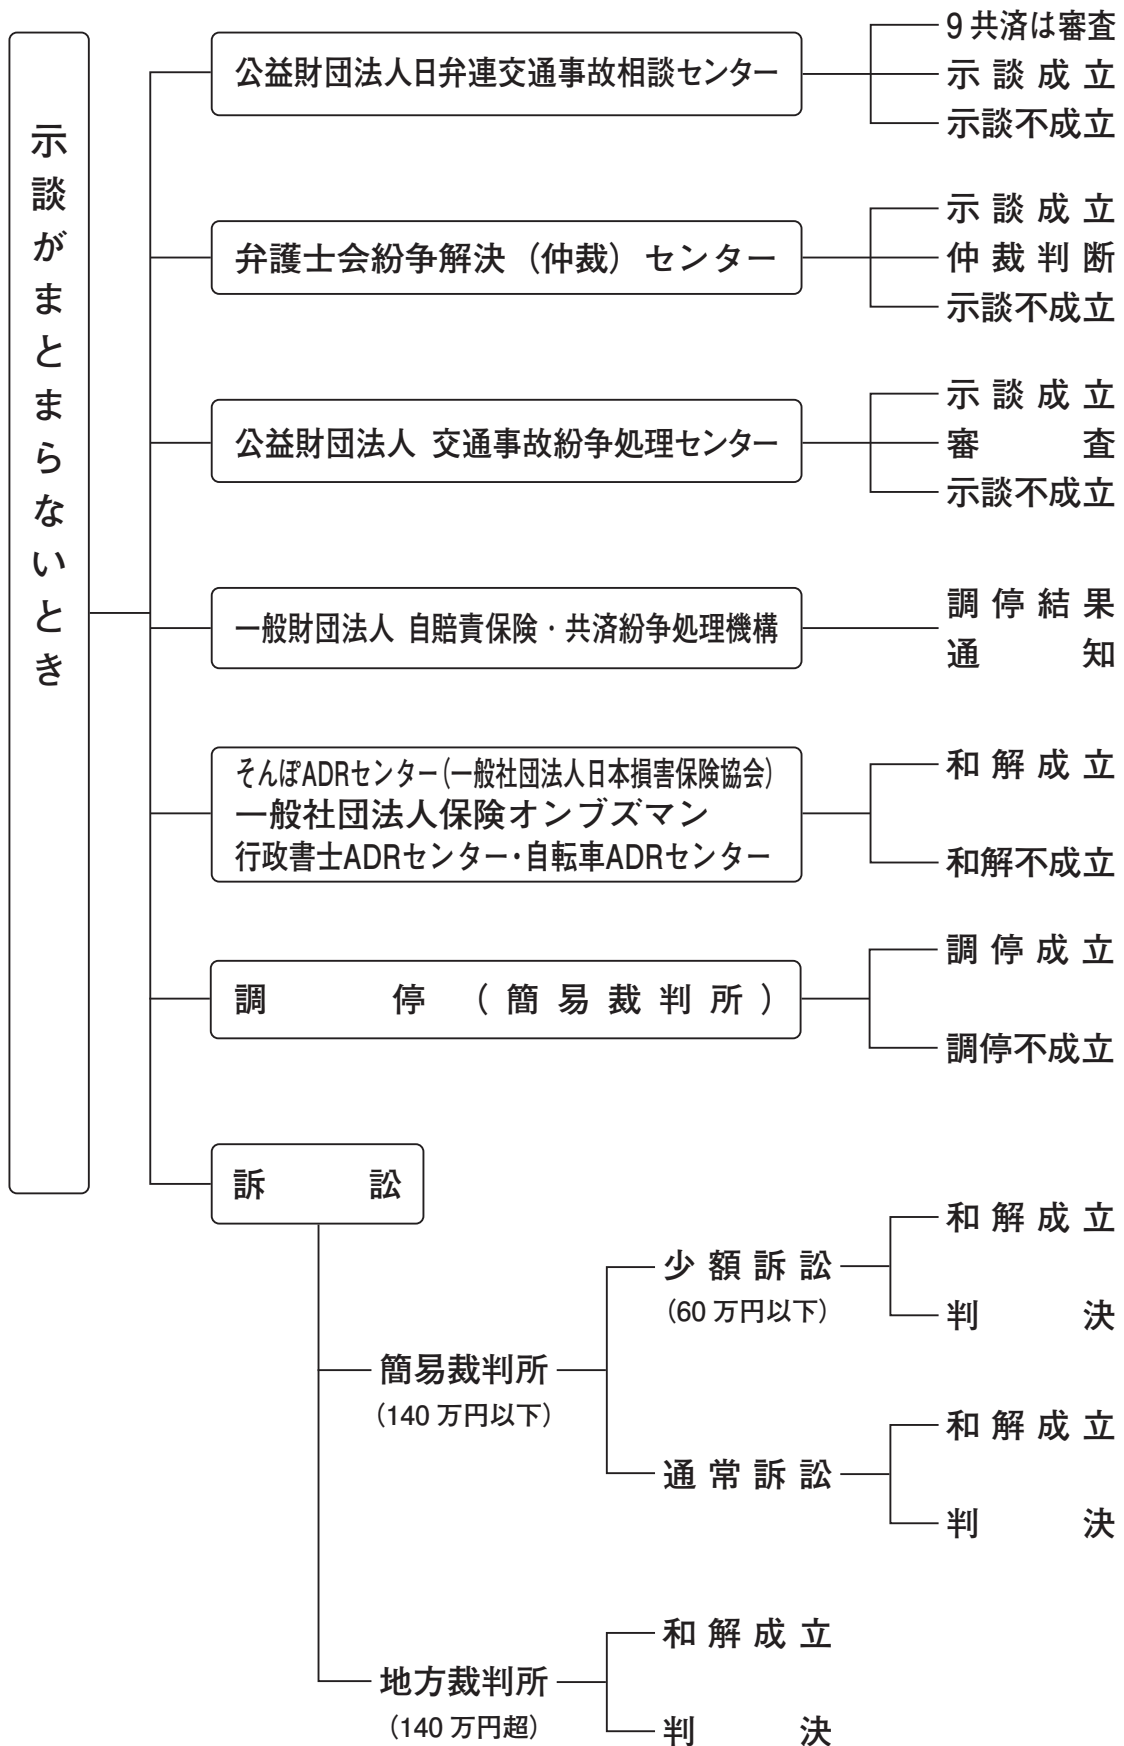 示談がまとまらないとき
公益財団法人日弁連交通事故相談センター
9共済は審査
示談成立
示談不成立
弁護士会紛争解決（仲裁）センター
示談成立
仲裁判断
示談不成立
公益財団法人 交通事故紛争処理センター
示談成立
審査
示談不成立
一般財団法人 自賠責保険・共済紛争処理機構
調停結果
通知
そんぽADRセンター(一般社団法人日本損害保険協会)
一般社団法人保険オンブズマン
行政書士ADRセンター・自転車ADRセンター
和解成立
和解不成立
調停（簡易裁判所）
調停成立
調停不成立
訴訟
簡易裁判所
(140万円以下)
少額訴訟
(60万円以下)
和解成立
判決
通常訴訟
和解成立
判決
地方裁判所
(140万円超)
和解成立
判決